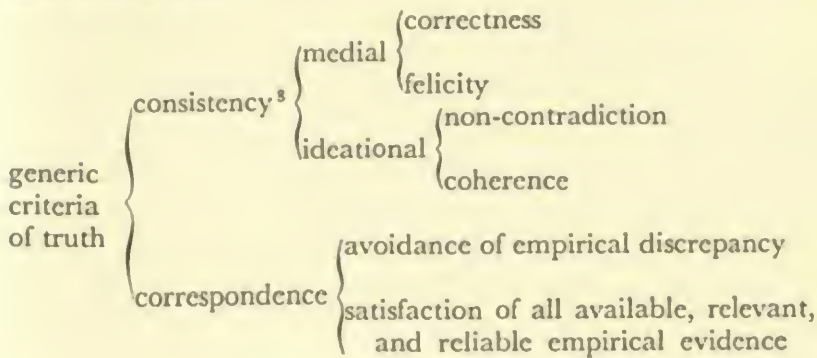 correctness
medial
felicity
consistency³
non-contradiction
ideational
coherence
generic
criteria
of truth
avoidance of empirical discrepancy
correspondence
satisfaction of all available, relevant,
and reliable empirical evidence